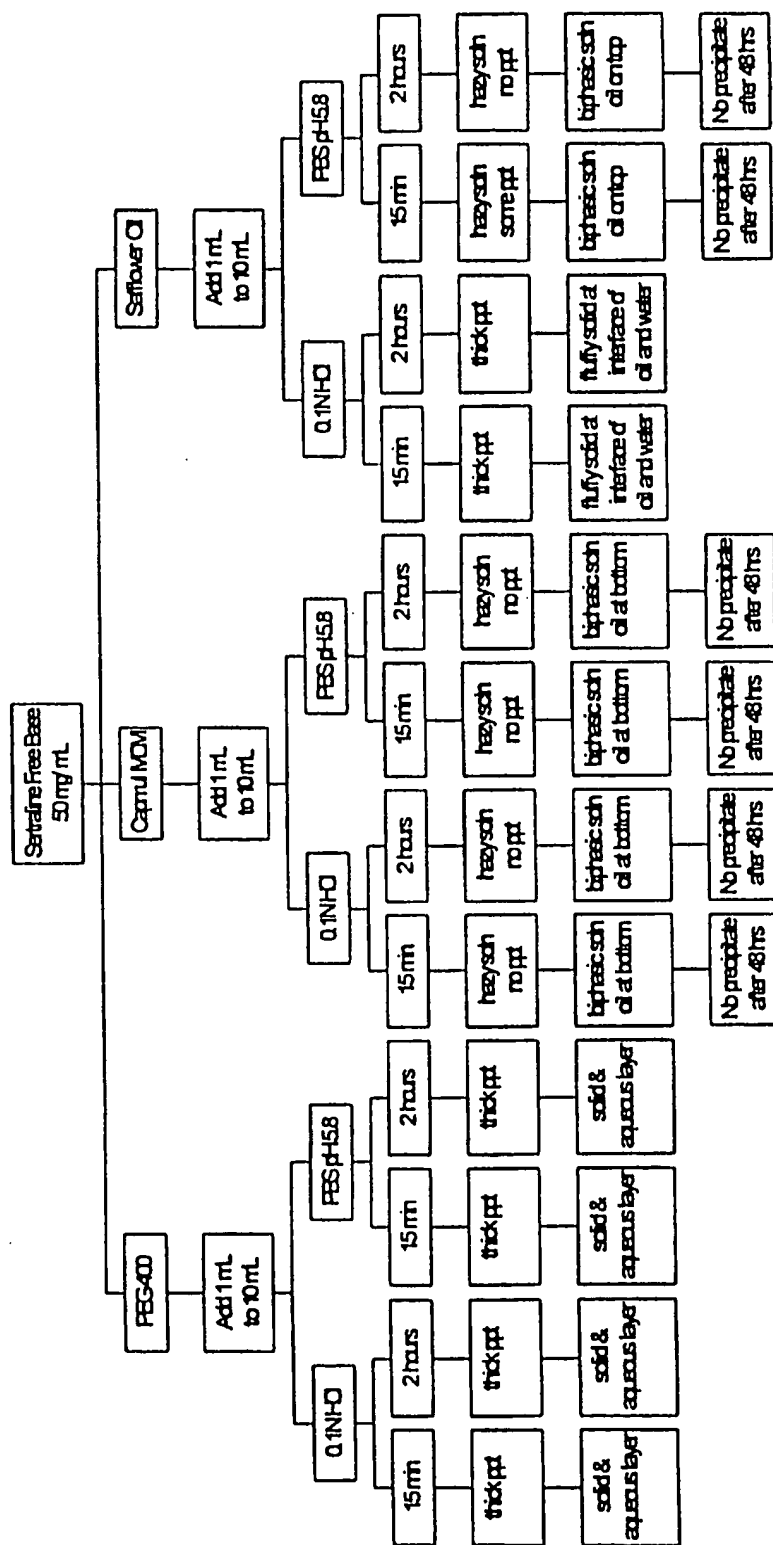 Sertraline Free Base
50 mg/mL
PEG400
Capmul MCM
Safflower Oil
Add 1 mL
to 10 mL
Add 1 mL
to 10 mL
Add 1 mL
to 10 mL
0.1N HCl
PBS pH 5.8
0.1N HCl
PBS pH 5.8
0.1N HCl
PBS pH 5.8
15 min
2 hours
15 min
2 hours
15 min
2 hours
15 min
2 hours
15 min
2 hours
15 min
2 hours
thick ppt
thick ppt
thick ppt
thick ppt
hazy soln
no ppt
hazy soln
no ppt
hazy soln
no ppt
hazy soln
no ppt
thick ppt
thick ppt
hazy soln
some ppt
hazy soln
no ppt
solid &
aqueous layer
solid &
aqueous layer
solid &
aqueous layer
solid &
aqueous layer
biphasic soln
oil at bottom
biphasic soln
oil at bottom
biphasic soln
oil at bottom
biphasic soln
oil at bottom
fluffy solid at
interface of
oil and water
fluffy solid at
interface of
oil and water
biphasic soln
oil on top
biphasic soln
oil on top
No precipitate
after 48 hrs
No precipitate
after 48 hrs
No precipitate
after 48 hrs
No precipitate
after 48 hrs
No precipitate
after 48 hrs
No precipitate
after 48 hrs